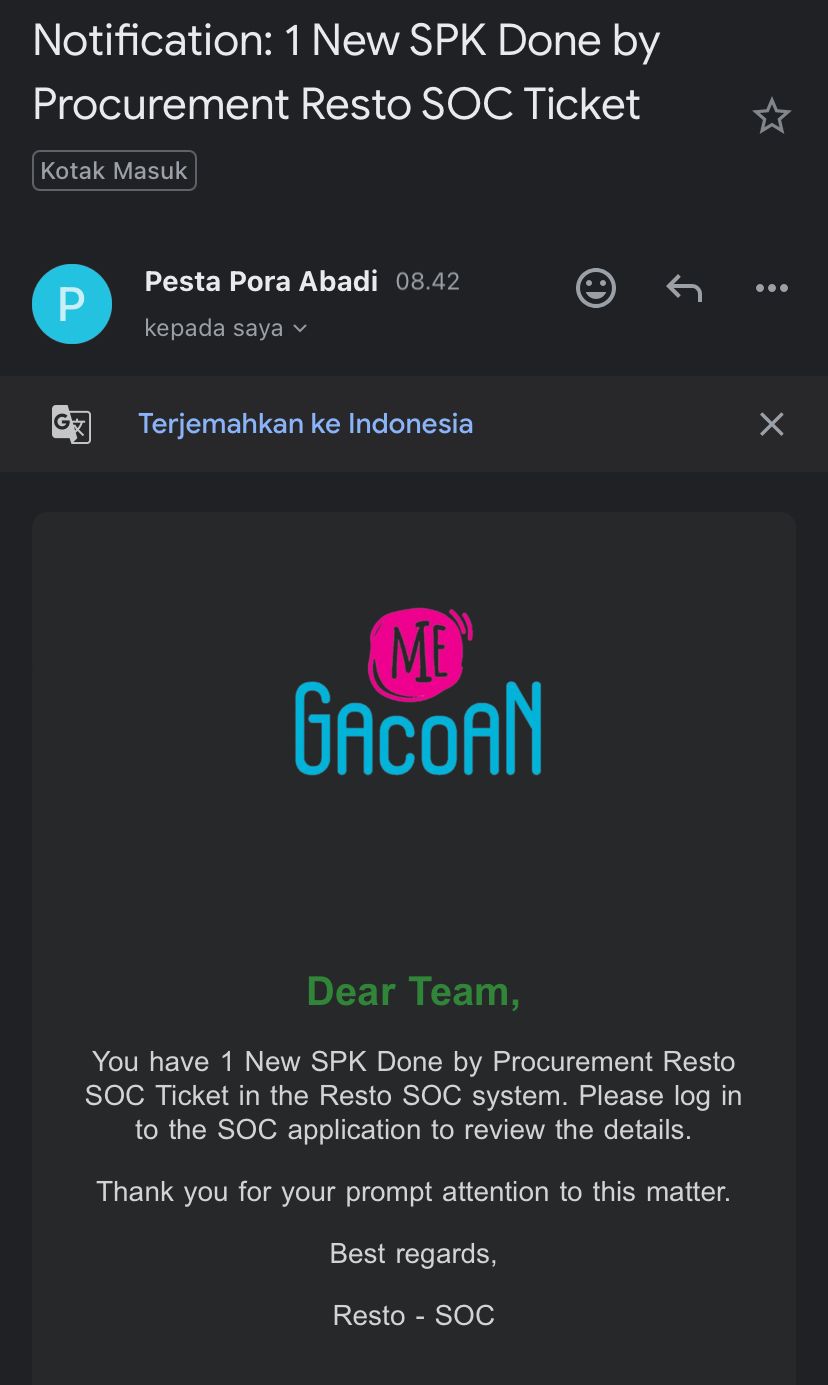 Notification: 1 New SPK Done by
Procurement Resto SOC Ticket
Kotak Masuk
P
Pesta Pora Abadi 08.42
kepada saya
G
Terjemahkan ke Indonesia
ME
GACOAN
Dear Team,
You have 1 New SPK Done by Procurement Resto
SOC Ticket in the Resto SOC system. Please log in
to the SOC application to review the details.
Thank you for your prompt attention to this matter.
Best regards,
Resto - SOC